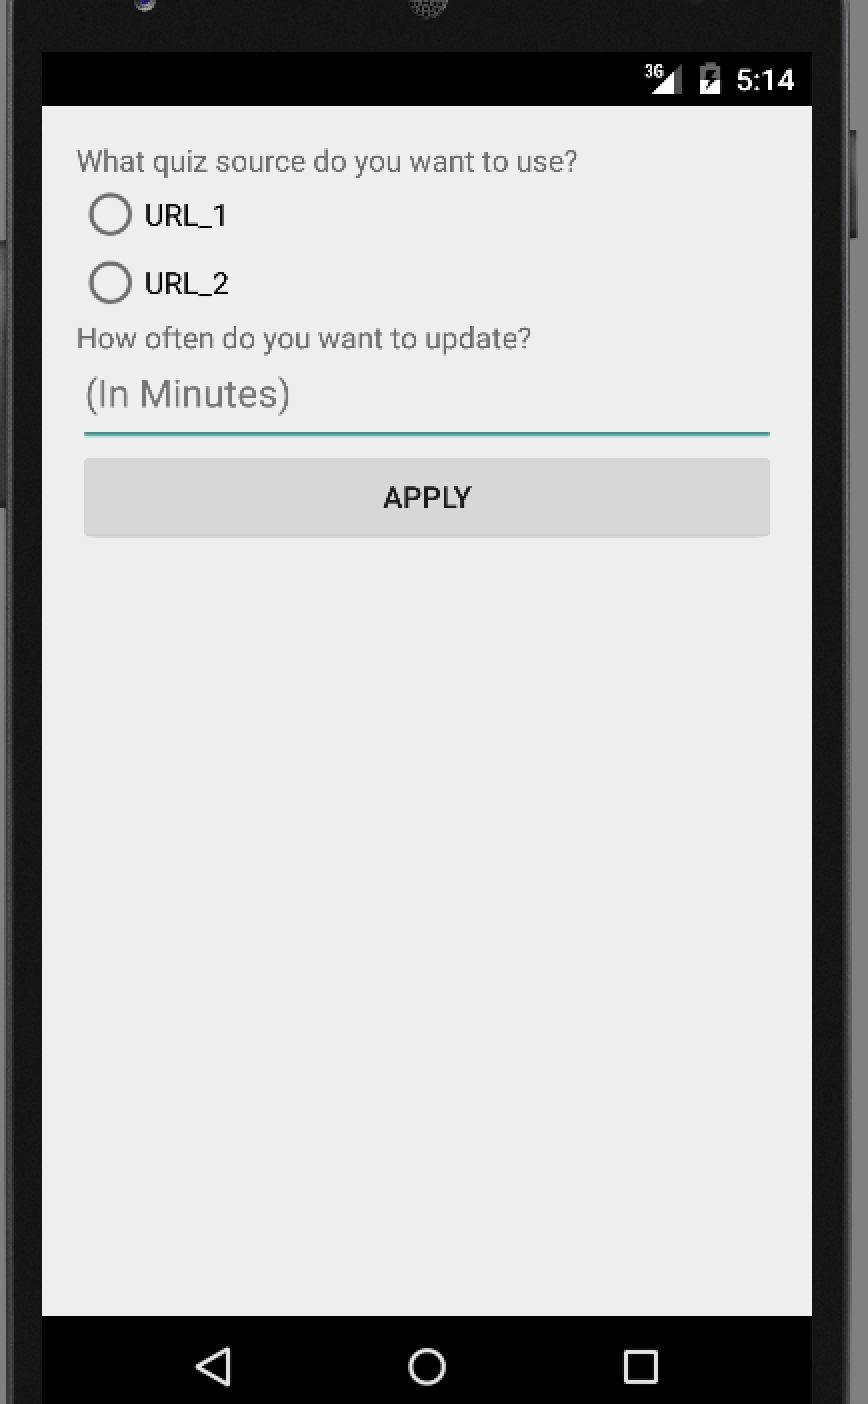 3G 5:14
What quiz source do you want to use?
URL_1
URL_2
How often do you want to update?
(In Minutes)
APPLY